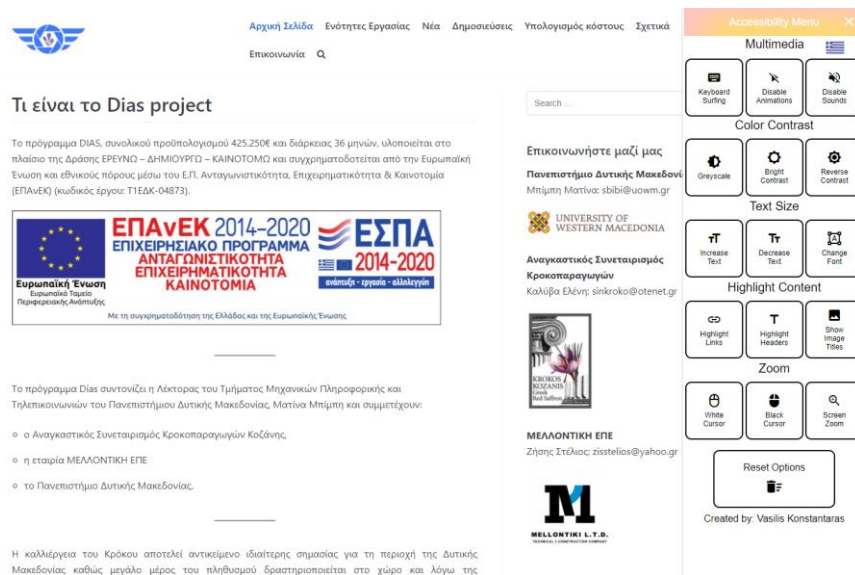 Αρχική Σελίδα Ενότητες Εργασίας Νέα Δημοσιεύσεις Υπολογισμός κόστους Σχετικά
Επικοινωνία
Τι είναι το Dias project
Το πρόγραμμα DIAS, συνολικού προϋπολογισμού 425.250€ και διάρκειας 36 μηνών, υλοποιείται στο
πλαίσιο της Δράσης ΕΡΕΥΝΩ – ΔΗΜΙΟΥΡΓΩ – ΚΑΙΝΟΤΟΜΩ και συγχρηματοδοτείται από την Ευρωπαϊκή
Ένωση και εθνικούς πόρους μέσω του Ε.Π. Ανταγωνιστικότητα, Επιχειρηματικότητα & Καινοτομία
(ΕΠΑνΕΚ) (κωδικός έργου: Τ1ΕΔΚ-04873).
Ευρωπαϊκή Ένωση
Ευρωπαϊκό Ταμείο
Περιφερειακής Ανάπτυξης
ΕΠΑνΕΚ 2014–2020
ΕΠΙΧΕΙΡΗΣΙΑΚΟ ΠΡΟΓΡΑΜΜΑ
ΑΝΤΑΓΩΝΙΣΤΙΚΟΤΗΤΑ
ΕΠΙΧΕΙΡΗΜΑΤΙΚΟΤΗΤΑ
ΚΑΙΝΟΤΟΜΙΑ
ΕΣΠΑ
2014-2020
ανάπτυξη - εργασία - αλληλεγγύη
Με τη συγχρηματοδότηση της Ελλάδας και της Ευρωπαϊκής Ένωσης
Το πρόγραμμα Dias συντονίζει η Λέκτορας του Τμήματος Μηχανικών Πληροφορικής και
Τηλεπικοινωνιών του Πανεπιστήμιου Δυτικής Μακεδονίας, Ματίνα Μπίμπη και συμμετέχουν:
ο Αναγκαστικός Συνεταιρισμός Κροκοπαραγωγών Κοζάνης,
η εταιρία ΜΕΛΛΟΝΤΙΚΗ ΕΠΕ
το Πανεπιστήμιο Δυτικής Μακεδονίας.
Η καλλιέργεια του Κρόκου αποτελεί αντικείμενο ιδιαίτερης σημασίας για τη περιοχή της Δυτικής
Μακεδονίας καθώς μεγάλο μέρος του πληθυσμού δραστηριοποιείται στο χώρο και λόγω της
Search …
Επικοινωνήστε μαζί μας
Πανεπιστήμιο Δυτικής Μακεδονί
Μπίμπη Ματίνα: sbibi@uowm.gr
UNIVERSITY OF
WESTERN MACEDONIA
Αναγκαστικός Συνεταιρισμός
Κροκοπαραγωγών
Καλύβα Ελένη: sinkroko@otenet.gr
KROKOS
KOZANIS
Greek
Red Saffron
ΜΕΛΛΟΝΤΙΚΗ ΕΠΕ
Ζήσης Στέλιος: zisstelios@yahoo.gr
MELLONTIKI L.T.D.
TECHNICAL | CONSTRUCTION COMPANY
Accessibility Menu ×
Multimedia
Keyboard Surfing
Disable Animations
Disable Sounds
Color Contrast
Greyscale
Bright Contrast
Reverse Contrast
Text Size
Increase Text
Decrease Text
Change Font
Highlight Content
Highlight Links
Highlight Headers
Show Image Titles
Zoom
White Cursor
Black Cursor
Screen Zoom
Reset Options
Created by: Vasilis Konstantaras